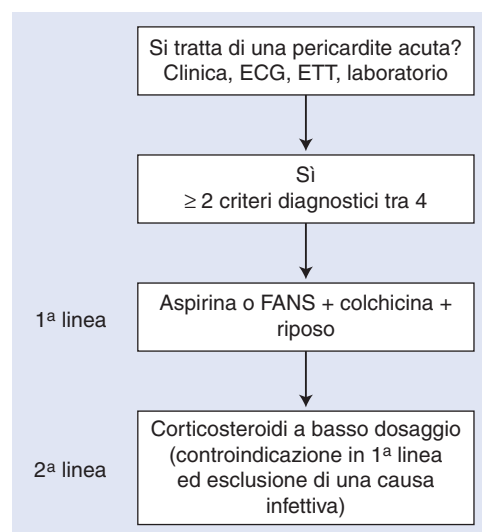 Si tratta di una pericardite acuta?
Clinica, ECG, ETT, laboratorio
Sì
≥ 2 criteri diagnostici tra 4
1ª linea
Aspirina o FANS + colchicina +
riposo
2ª linea
Corticosteroidi a basso dosaggio
(controindicazione in 1ª linea
ed esclusione di una causa
infettiva)